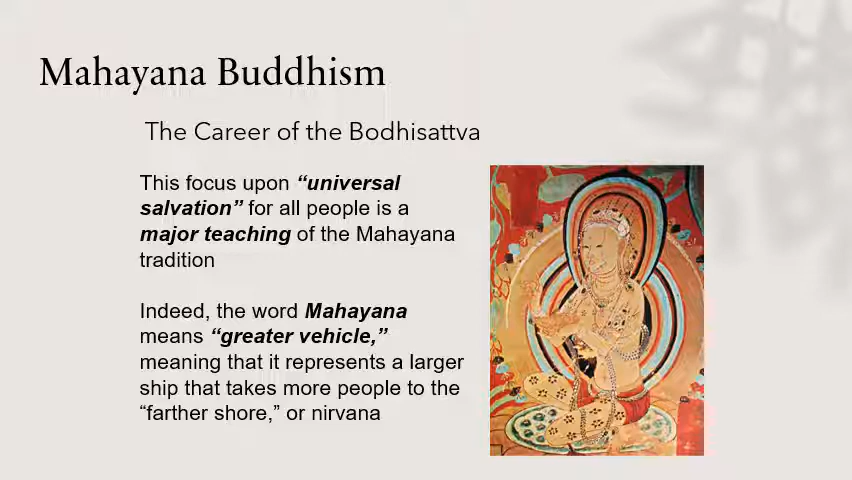 Mahayana Buddhism
The Career of the Bodhisattva
This focus upon “universal
salvation” for all people is a
major teaching of the Mahayana
tradition
Indeed, the word Mahayana
means “greater vehicle,”
meaning that it represents a larger
ship that takes more people to the
“farther shore,” or nirvana